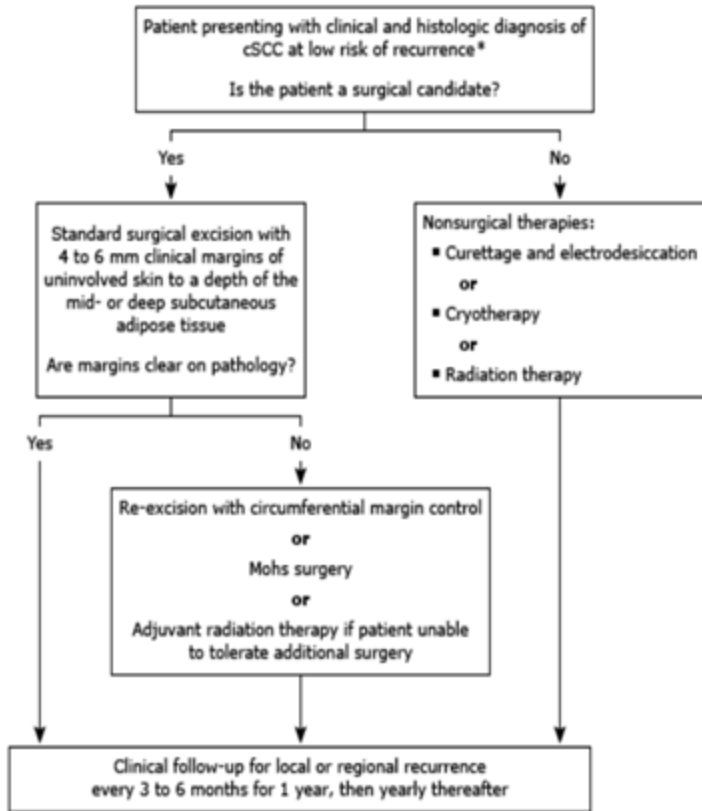 Patient presenting with clinical and histologic diagnosis of
cSCC at low risk of recurrence*
Is the patient a surgical candidate?
Yes
No
Standard surgical excision with
4 to 6 mm clinical margins of
uninvolved skin to a depth of the
mid- or deep subcutaneous
adipose tissue
Are margins clear on pathology?
Nonsurgical therapies:
▪ Curettage and electrodesiccation
or
▪ Cryotherapy
or
▪ Radiation therapy
Yes
No
Re-excision with circumferential margin control
or
Mohs surgery
or
Adjuvant radiation therapy if patient unable
to tolerate additional surgery
Clinical follow-up for local or regional recurrence
every 3 to 6 months for 1 year, then yearly thereafter